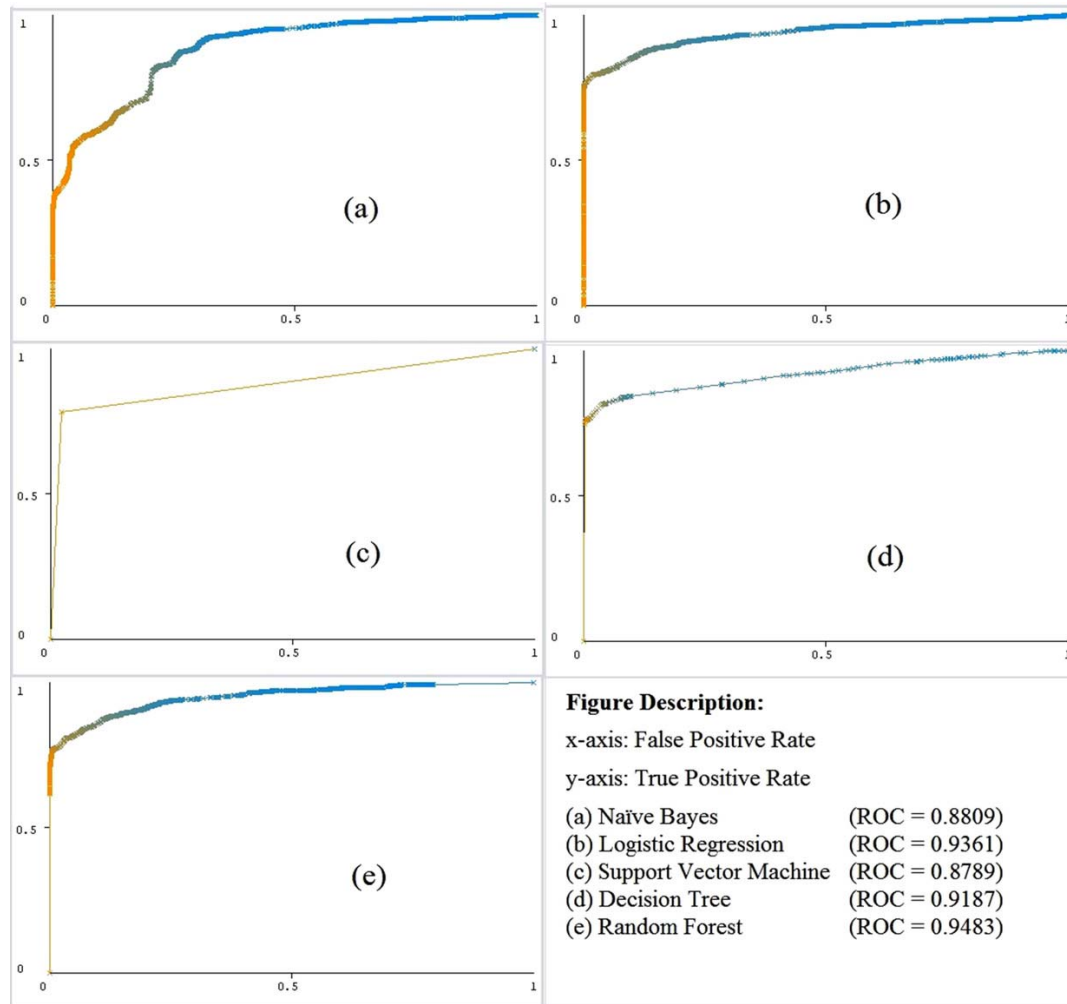 1
0.5
0
0
0.5
1
(a)
1
0.5
0
0
0.5
1
(b)
1
0.5
0
0
0.5
1
(c)
1
0.5
0
0
0.5
1
(d)
1
0.5
0
0
0.5
1
(e)
Figure Description:
x-axis: False Positive Rate
y-axis: True Positive Rate
(a) Naïve Bayes (ROC = 0.8809)
(b) Logistic Regression (ROC = 0.9361)
(c) Support Vector Machine (ROC = 0.8789)
(d) Decision Tree (ROC = 0.9187)
(e) Random Forest (ROC = 0.9483)